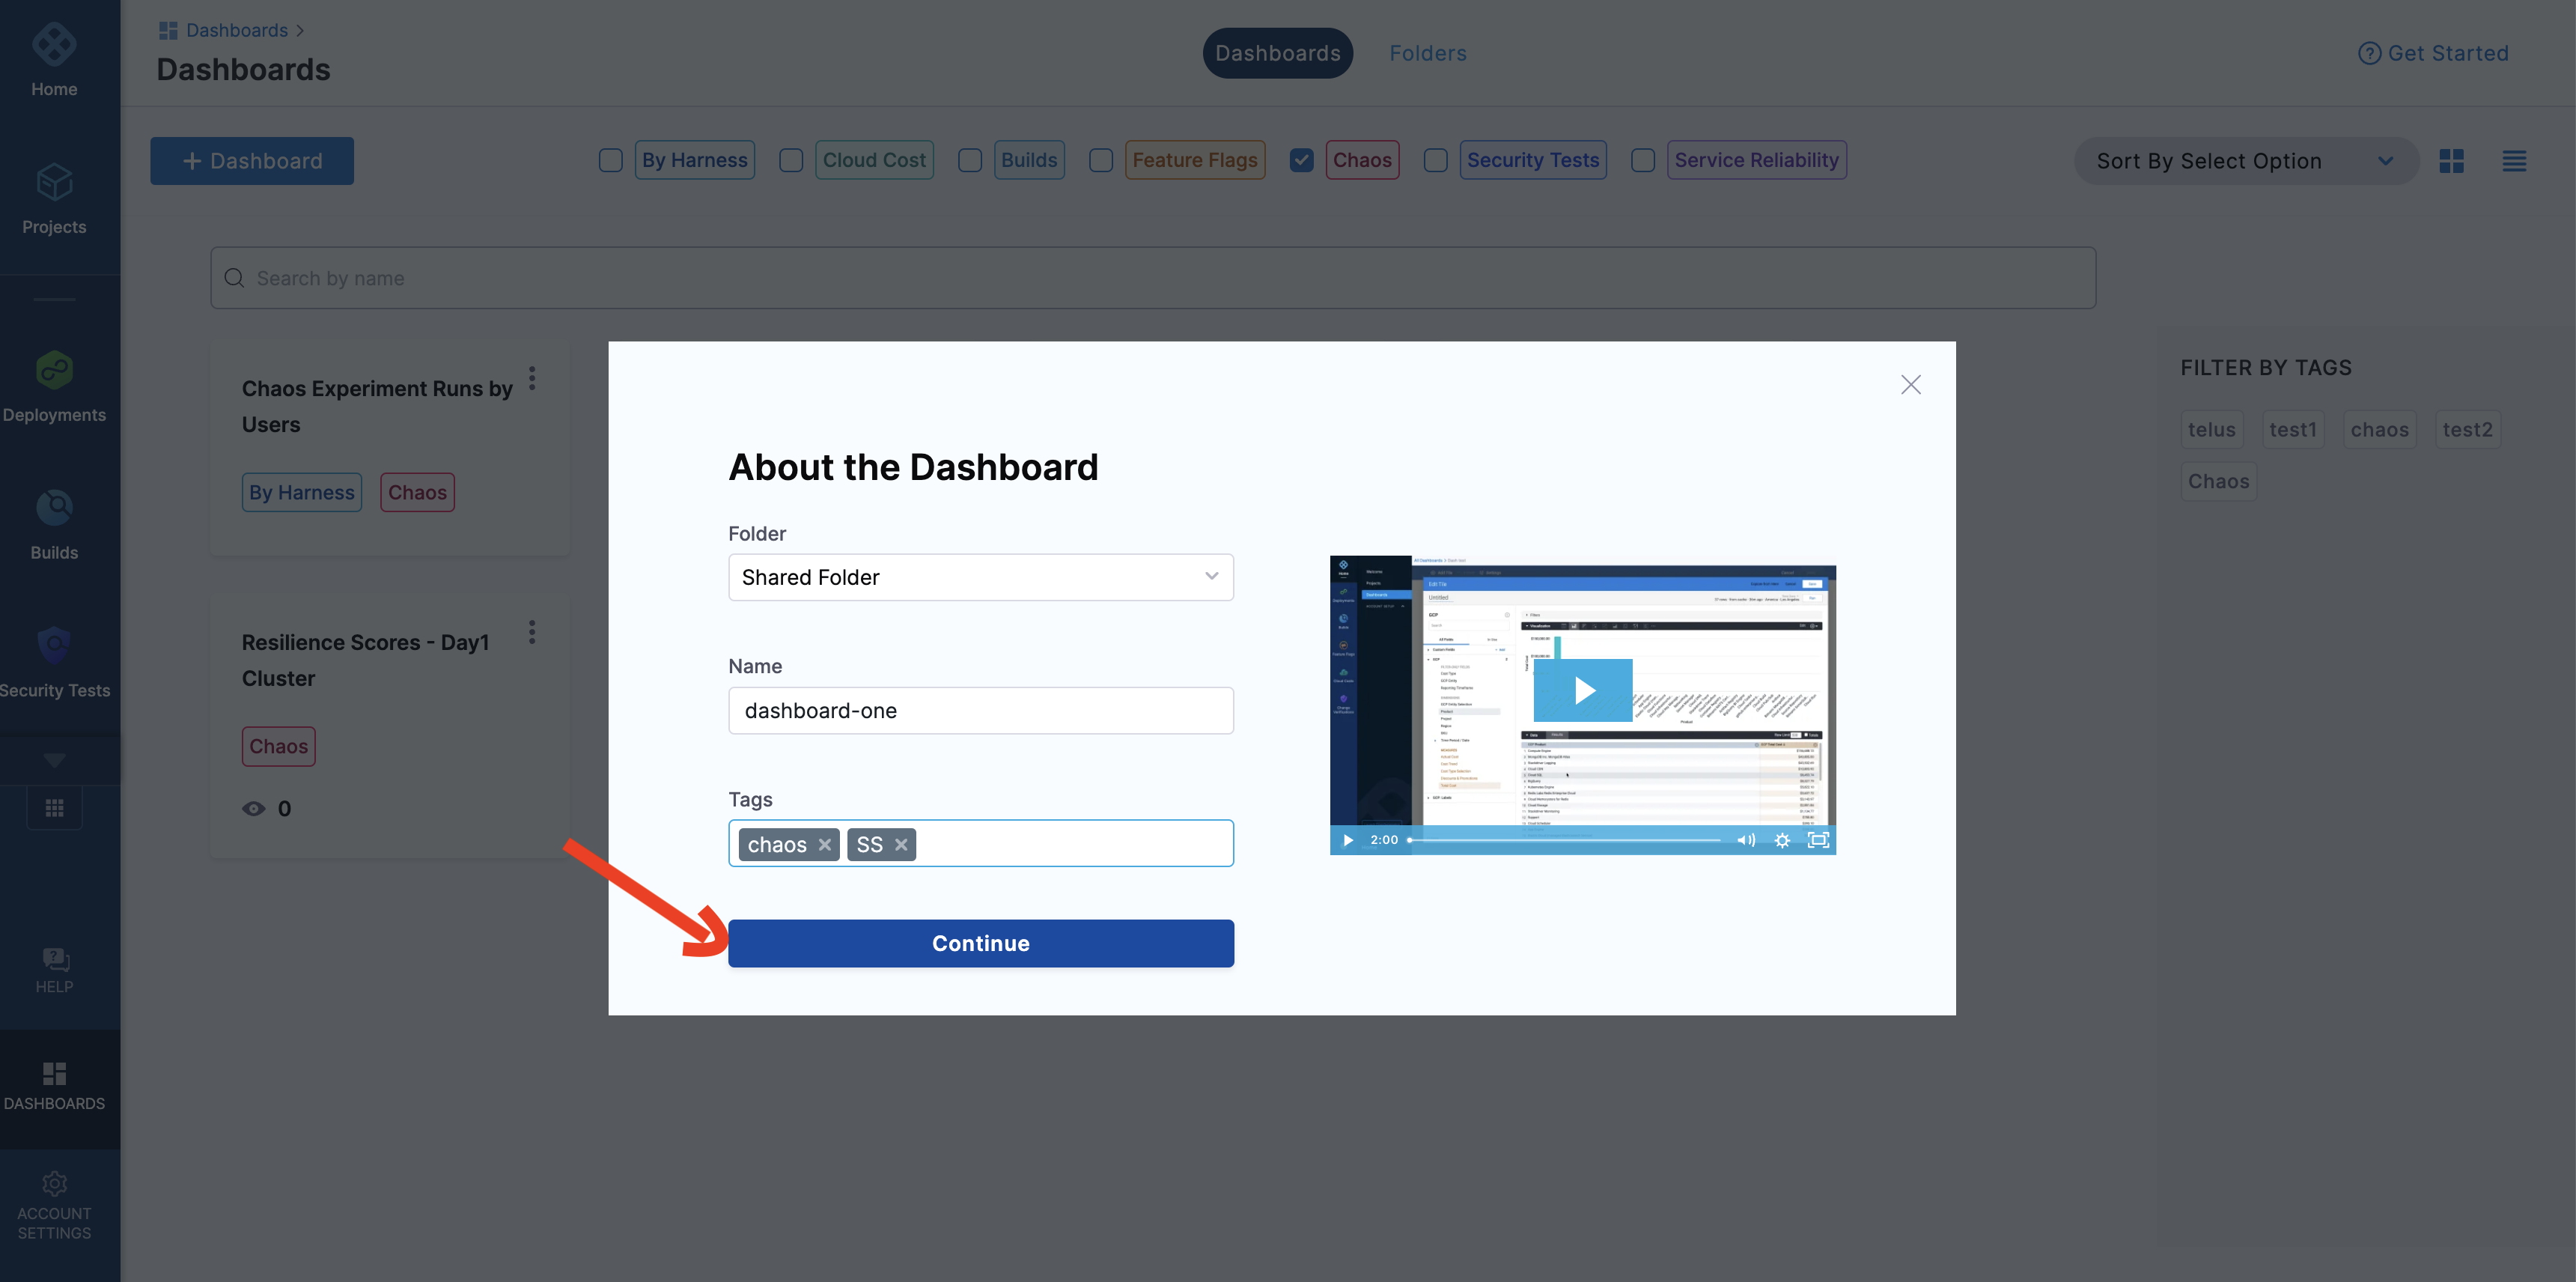 Home
Projects
Deployments
Builds
Security Tests
HELP
DASHBOARDS
ACCOUNT
SETTINGS
Dashboards >
Dashboards
Dashboards
Folders
Get Started
+ Dashboard
By Harness
Cloud Cost
Builds
Feature Flags
Chaos
Security Tests
Service Reliability
Sort By Select Option
Search by name
Chaos Experiment Runs by
Users
By Harness
Chaos
Resilience Scores - Day1
Cluster
Chaos
0
About the Dashboard
Folder
Shared Folder
Name
dashboard-one
Tags
chaos
SS
Continue
2:00
FILTER BY TAGS
telus
test1
chaos
test2
Chaos